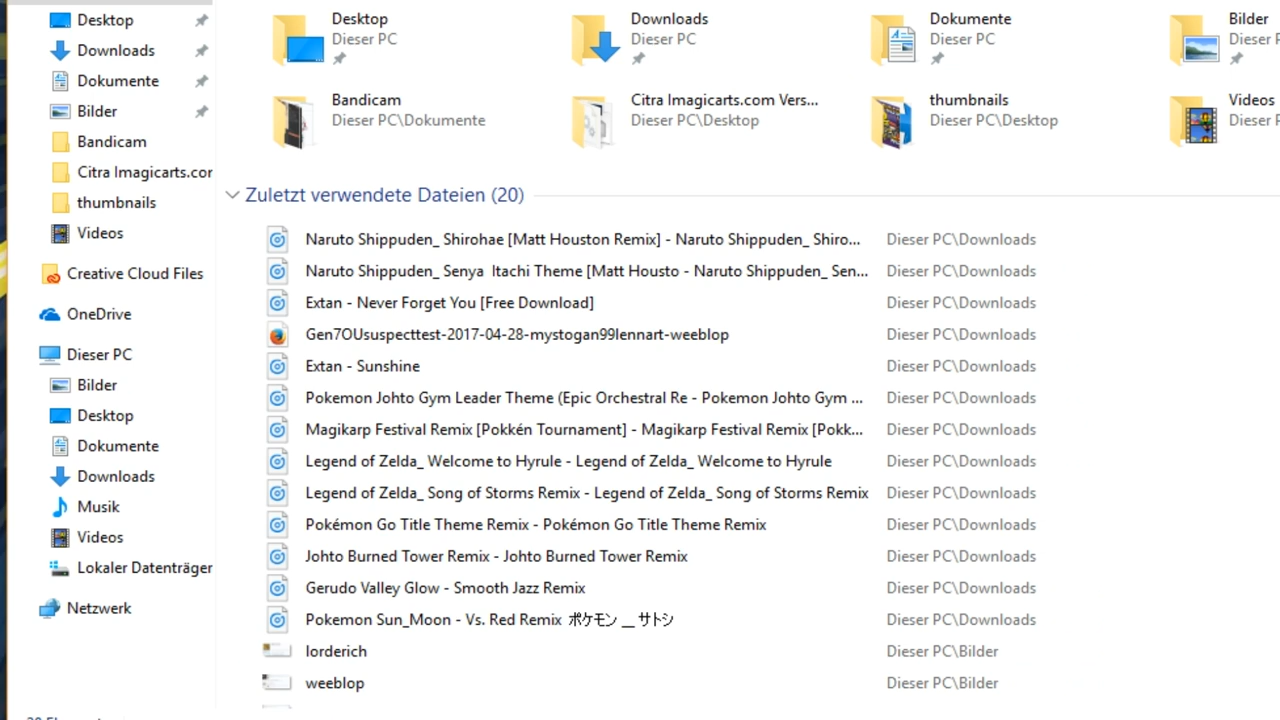 Desktop
Downloads
Dokumente
Bilder
Bandicam
Citra Imagicarts.cor
thumbnails
Videos
Creative Cloud Files
OneDrive
Dieser PC
Bilder
Desktop
Dokumente
Downloads
Musik
Videos
Lokaler Datenträger
Netzwerk
Desktop
Dieser PC
Downloads
Dieser PC
Dokumente
Dieser PC
Bilder
Dieser P
Bandicam
Dieser PC\Dokumente
Citra Imagicarts.com Vers...
Dieser PC\Desktop
thumbnails
Dieser PC\Desktop
Videos
Dieser P
Zuletzt verwendete Dateien (20)
Naruto Shippuden_ Shirohae [Matt Houston Remix] - Naruto Shippuden_ Shiro... Dieser PC\Downloads
Naruto Shippuden_ Senya Itachi Theme [Matt Housto - Naruto Shippuden_ Sen... Dieser PC\Downloads
Extan - Never Forget You [Free Download] Dieser PC\Downloads
Gen7OUsuspecttest-2017-04-28-mystogan99lennart-weeblop Dieser PC\Downloads
Extan - Sunshine Dieser PC\Downloads
Pokemon Johto Gym Leader Theme (Epic Orchestral Re - Pokemon Johto Gym ... Dieser PC\Downloads
Magikarp Festival Remix [Pokkén Tournament] - Magikarp Festival Remix [Pokk... Dieser PC\Downloads
Legend of Zelda_ Welcome to Hyrule - Legend of Zelda_ Welcome to Hyrule Dieser PC\Downloads
Legend of Zelda_ Song of Storms Remix - Legend of Zelda_ Song of Storms Remix Dieser PC\Downloads
Pokémon Go Title Theme Remix - Pokémon Go Title Theme Remix Dieser PC\Downloads
Johto Burned Tower Remix - Johto Burned Tower Remix Dieser PC\Downloads
Gerudo Valley Glow - Smooth Jazz Remix Dieser PC\Downloads
Pokemon Sun_Moon - Vs. Red Remix ポケモン __ サトシ Dieser PC\Downloads
lorderich Dieser PC\Bilder
weeblop Dieser PC\Bilder